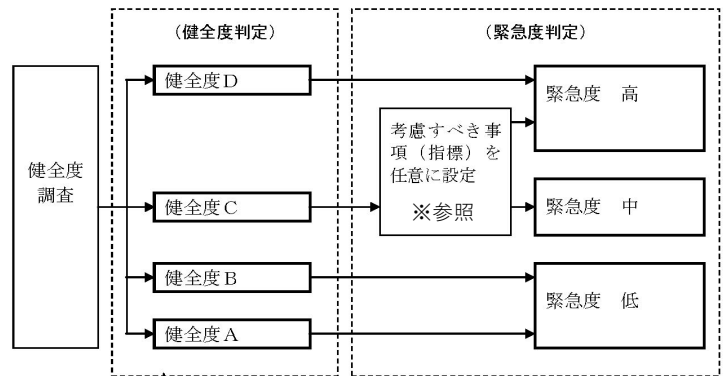 （健全度判定）
（緊急度判定）
健全度
調査
健全度Ｄ
健全度Ｃ
健全度Ｂ
健全度Ａ
考慮すべき事
項（指標）を
任意に設定
※参照
緊急度　高
緊急度　中
緊急度　低